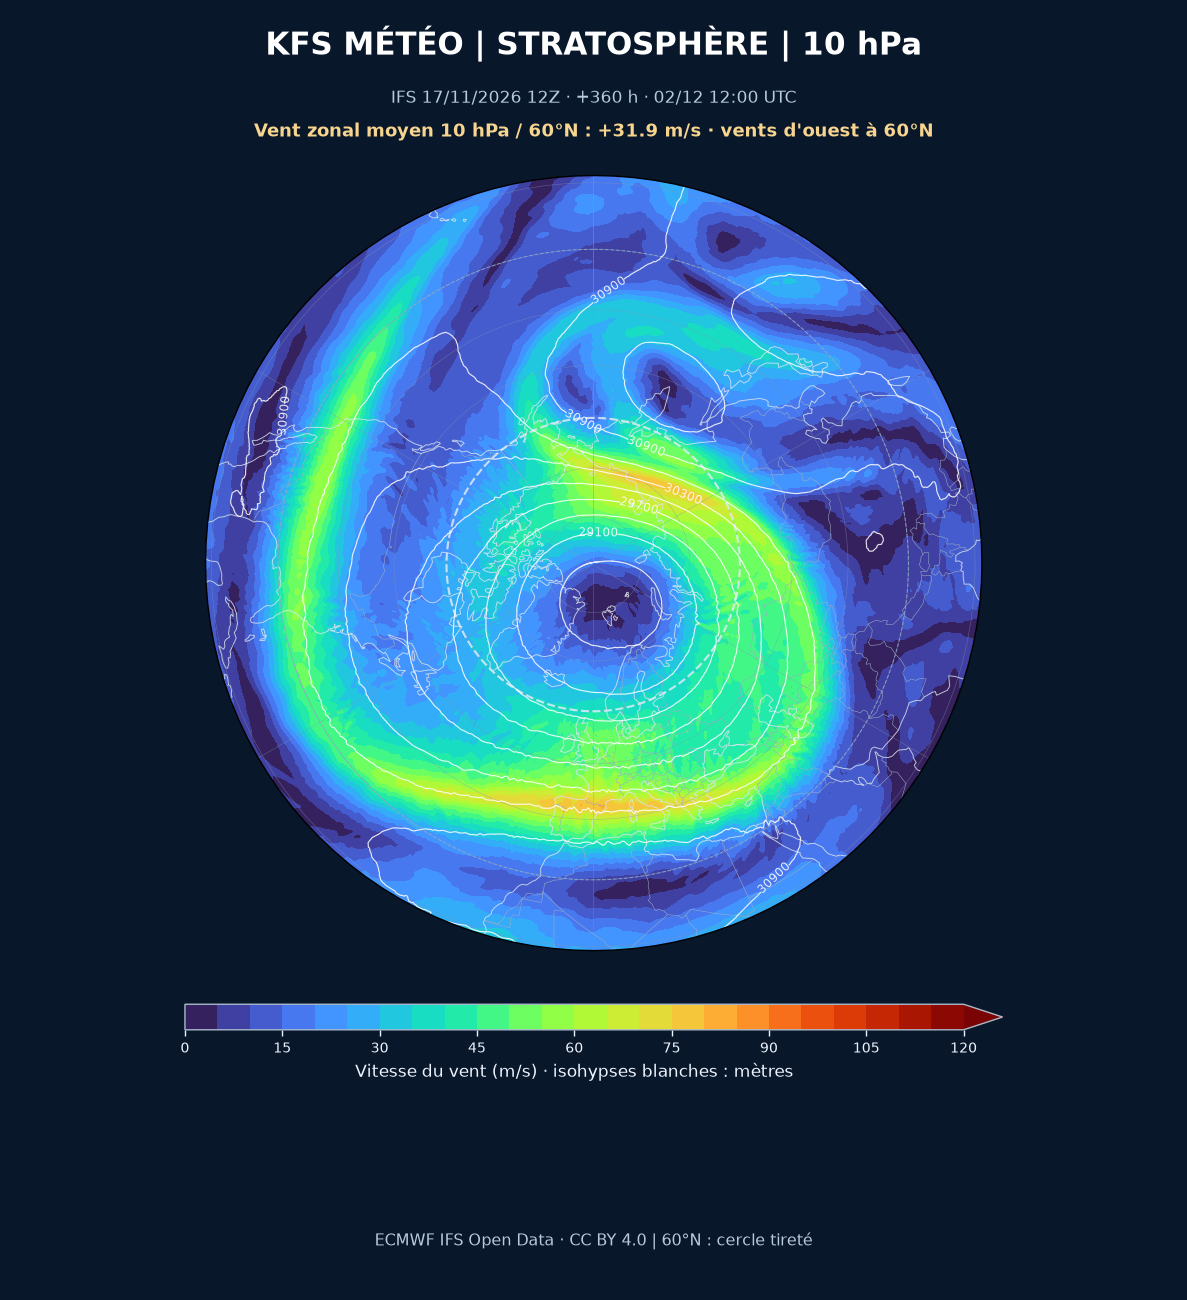 KFS MÉTÉO | STRATOSPHÈRE | 10 hPa
IFS 17/11/2026 12Z · +360 h · 02/12 12:00 UTC
Vent zonal moyen 10 hPa / 60°N : +31.9 m/s · vents d'ouest à 60°N
30900
30900
30900
30900
30300
29700
29100
30900
0 15 30 45 60 75 90 105 120
Vitesse du vent (m/s) · isohypses blanches : mètres
ECMWF IFS Open Data · CC BY 4.0 | 60°N : cercle tireté